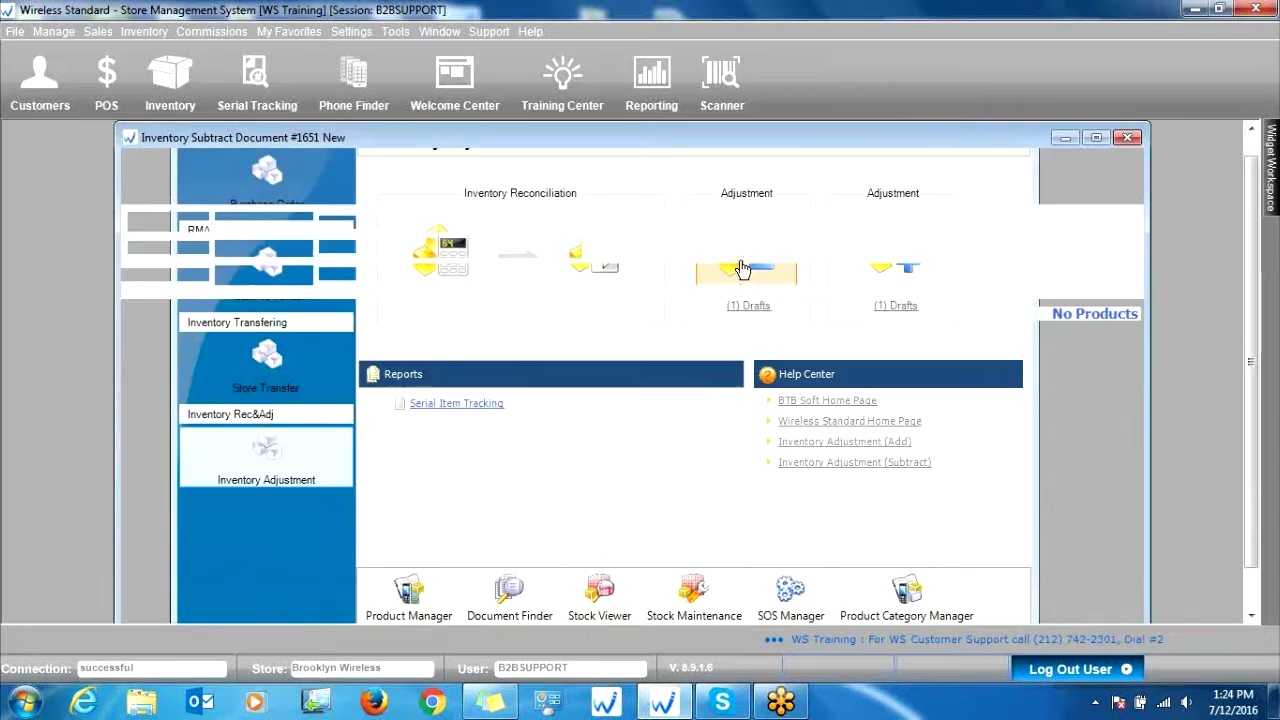 Wireless Standard - Store Management System [WS Training] [Session: B2BSUPPORT]
File Manage Sales Inventory Commissions My Favorites Settings Tools Window Support Help
Customers POS Inventory Serial Tracking Phone Finder Welcome Center Training Center Reporting Scanner
Inventory Subtract Document #1651 New
Widget Workspace
Inventory Reconciliation Adjustment Adjustment
RMA
(1) Drafts (1) Drafts
No Products
Inventory Transfering
Store Transfer
Inventory Rec&Adj
Inventory Adjustment
Reports
Serial Item Tracking
Help Center
BTB Soft Home Page
Wireless Standard Home Page
Inventory Adjustment (Add)
Inventory Adjustment (Subtract)
Product Manager Document Finder Stock Viewer Stock Maintenance SOS Manager Product Category Manager
WS Training : For WS Customer Support call (212) 742-2301, Dial #2
Connection: successful Store: Brooklyn Wireless User: B2BSUPPORT V. 8.9.1.6 Log Out User
1:24 PM
7/12/2016